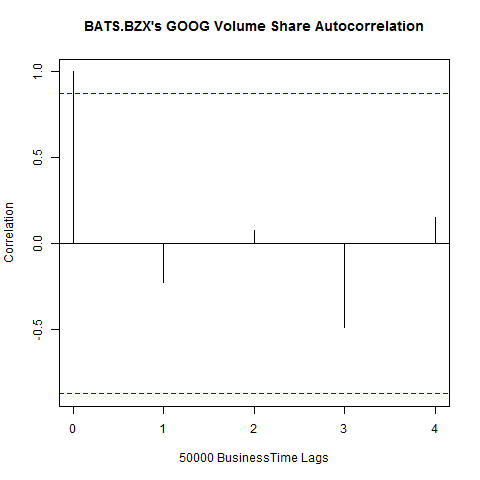 BATS.BZX's GOOG Volume Share Autocorrelation
Correlation
1.0
0.5
0.0
-0.5
0 1 2 3 4
50000 BusinessTime Lags